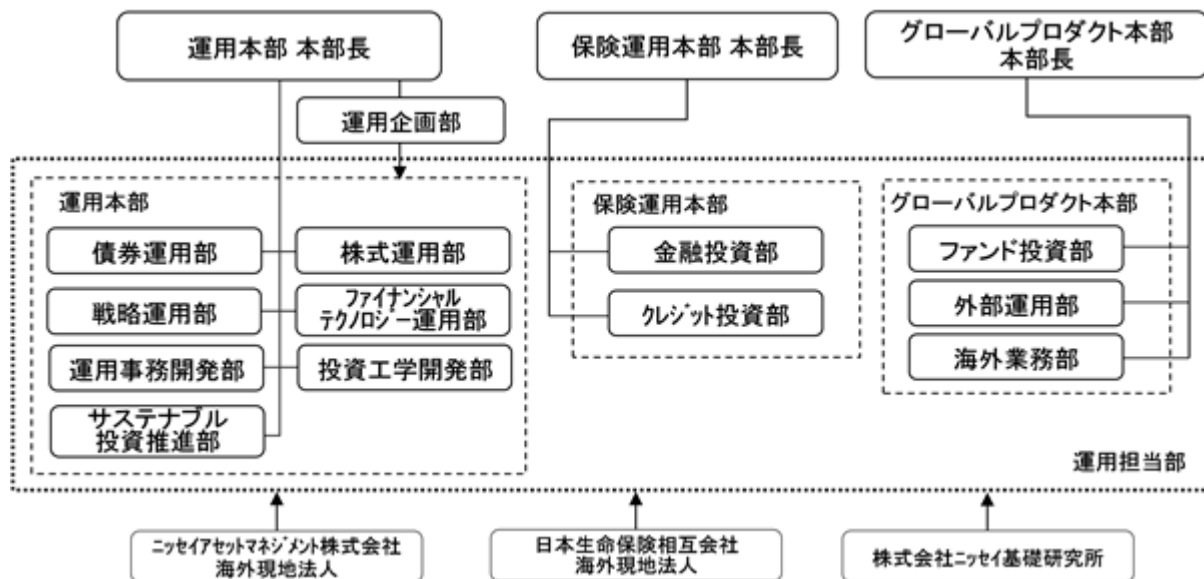 運用本部 本部長
保険運用本部 本部長
グローバルプロダクト本部
本部長
運用企画部
運用本部
債券運用部
株式運用部
戦略運用部
ファイナンシャル
テクノロジー運用部
運用事務開発部
投資工学開発部
サステナブル
投資推進部
保険運用本部
金融投資部
クレジット投資部
グローバルプロダクト本部
ファンド投資部
外部運用部
海外業務部
運用担当部
ニッセイアセットマネジメント株式会社
海外現地法人
日本生命保険相互会社
海外現地法人
株式会社ニッセイ基礎研究所